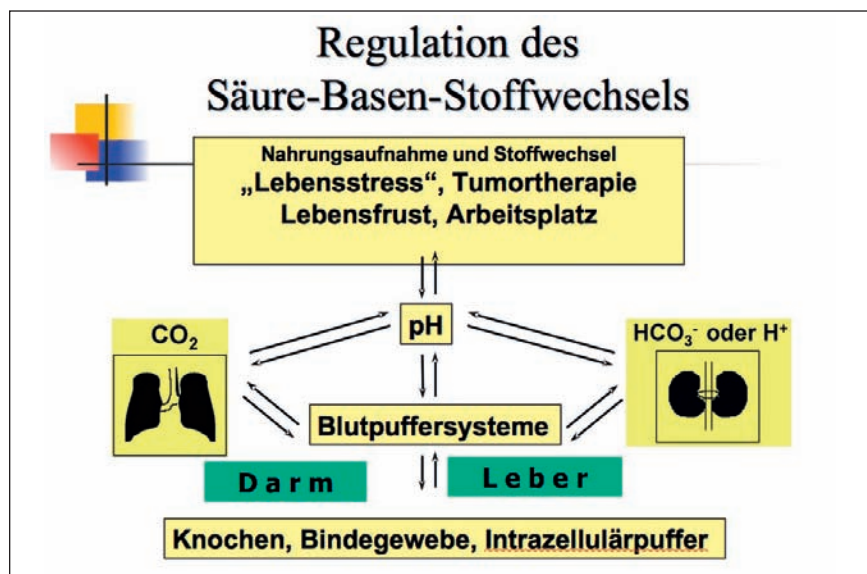 Regulation des
Säure-Basen-Stoffwechsels
Nahrungsaufnahme und Stoffwechsel
„Lebensstress“, Tumortherapie
Lebensfrust, Arbeitsplatz
pH
CO₂
HCO₃⁻ oder H⁺
Blutpuffersysteme
Darm
Leber
Knochen, Bindegewebe, Intrazellulärpuffer